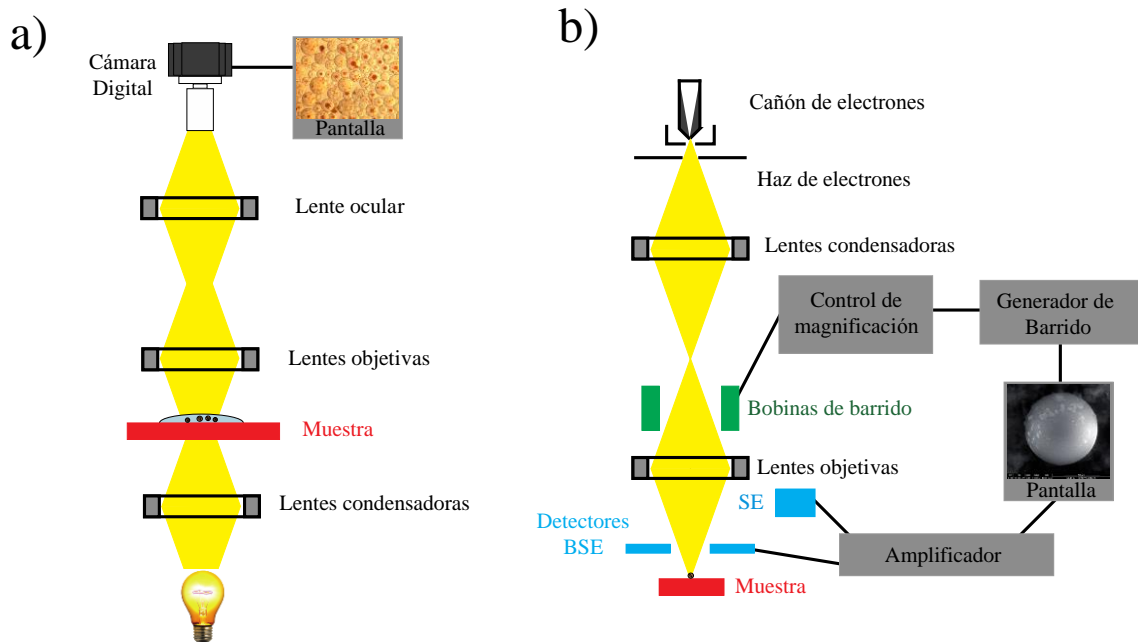 a)
Cámara
Digital
Pantalla
Lente ocular
Lentes objetivas
Muestra
Lentes condensadoras
b)
Cañón de electrones
Haz de electrones
Lentes condensadoras
Control de
magnificación
Generador de
Barrido
Bobinas de barrido
Lentes objetivas
Pantalla
SE
Detectores
BSE
Amplificador
Muestra